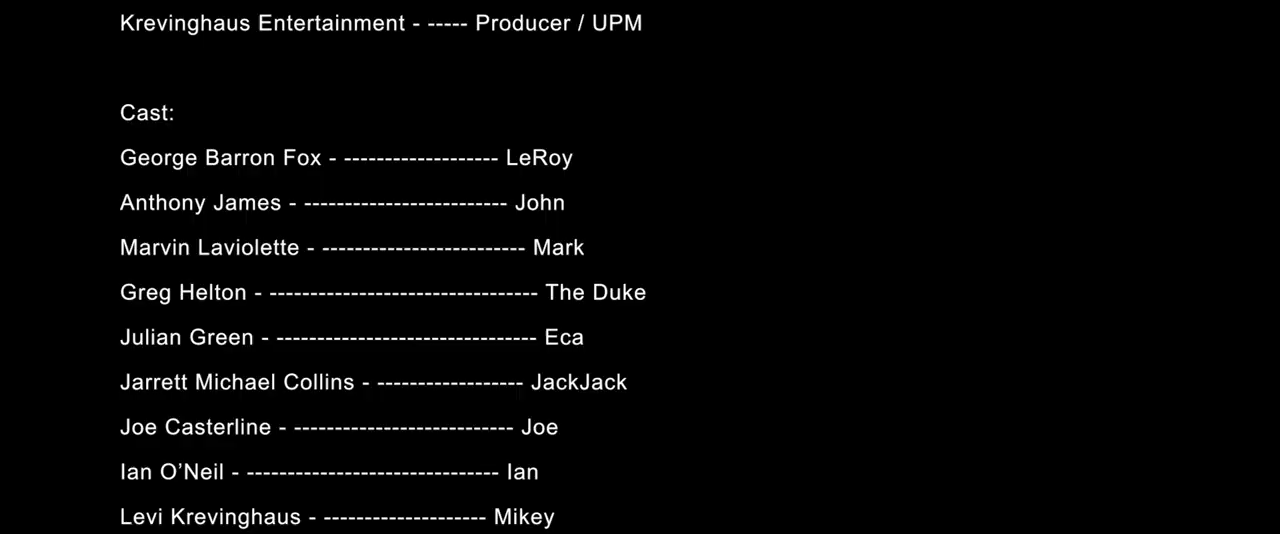 Krevinghaus Entertainment - ----- Producer / UPM
Cast:
George Barron Fox - ------------------- LeRoy
Anthony James - ------------------------- John
Marvin Laviolette - ------------------------- Mark
Greg Helton - --------------------------------- The Duke
Julian Green - -------------------------------- Eca
Jarrett Michael Collins - ------------------ JackJack
Joe Casterline - --------------------------- Joe
Ian O’Neil - ------------------------------- Ian
Levi Krevinghaus - -------------------- Mikey